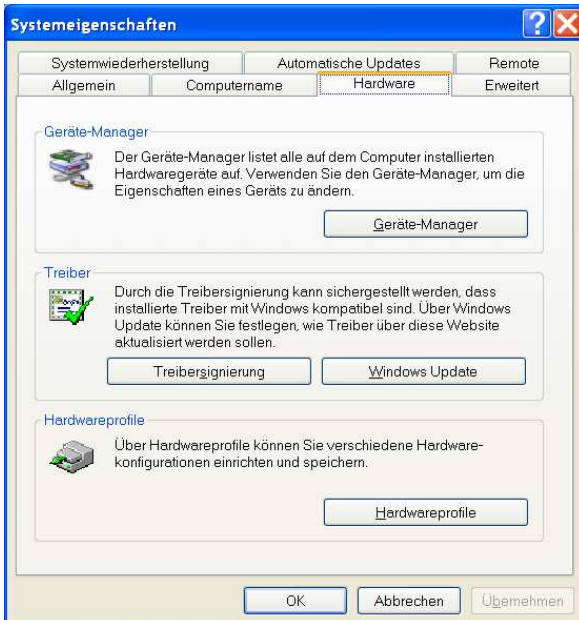 Systemeigenschaften
Systemwiederherstellung Automatische Updates Remote
Allgemein Computername Hardware Erweitert
Geräte-Manager
Der Geräte-Manager listet alle auf dem Computer installierten
Hardwaregeräte auf. Verwenden Sie den Geräte-Manager, um die
Eigenschaften eines Geräts zu ändern.
Geräte-Manager
Treiber
Durch die Treibersignierung kann sichergestellt werden, dass
installierte Treiber mit Windows kompatibel sind. Über Windows
Update können Sie festlegen, wie Treiber über diese Website
aktualisiert werden sollen.
Treibersignierung Windows Update
Hardwareprofile
Über Hardwareprofile können Sie verschiedene Hardware-
konfigurationen einrichten und speichern.
Hardwareprofile
OK Abbrechen Übernehmen